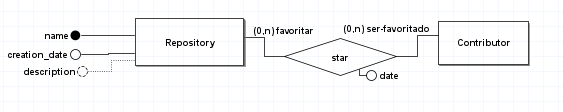 name
creation_date
description
Repository
(0,n) favoritar
star
date
(0,n) ser-favoritado
Contributor